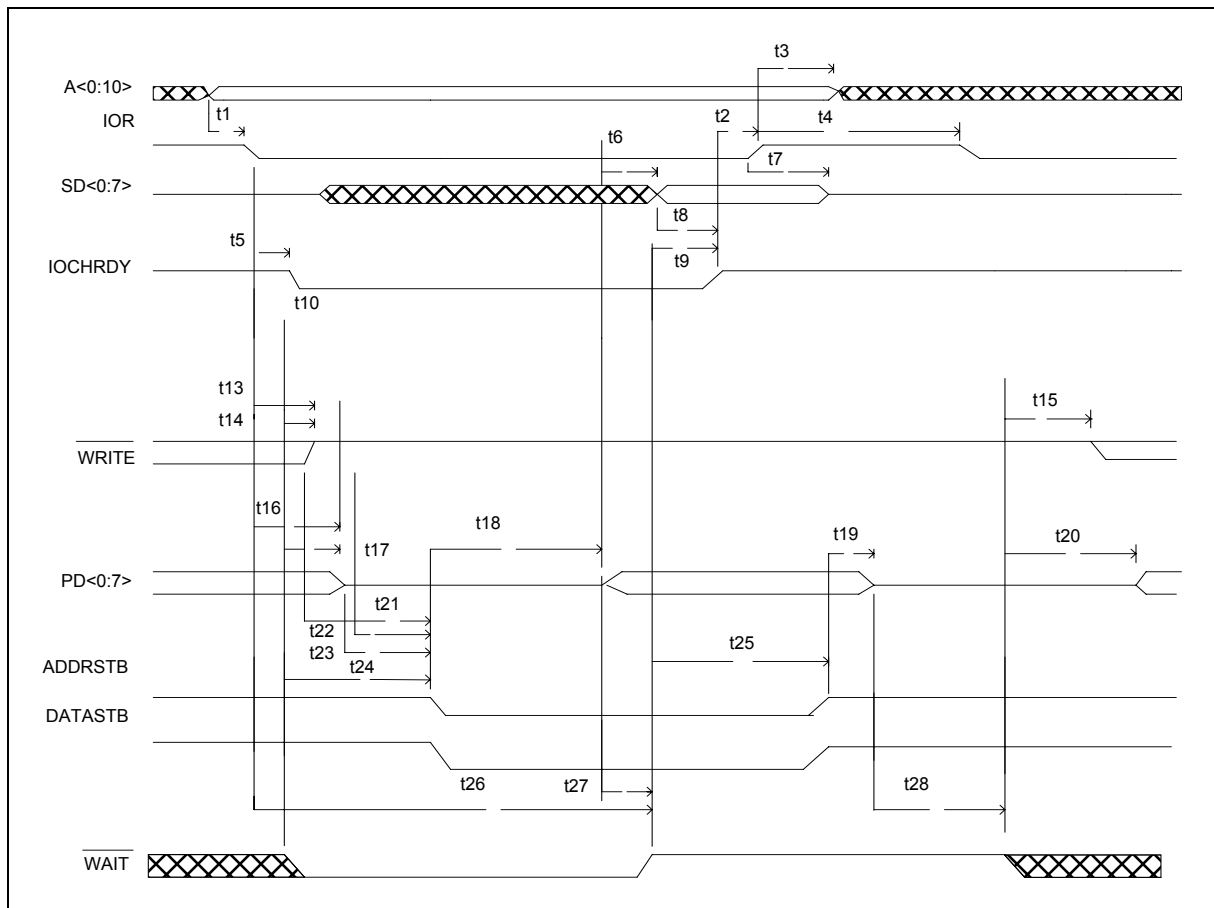 t3
A<0:10>
t1
t2
t4
IOR
t6
t7
SD<0:7>
t8
t5
t9
IOCHRDY
t10
t13
t15
t14
WRITE
t16
t18
t17
t19
t20
PD<0:7>
t21
t22
t23
t25
ADDRSTB
t24
DATASTB
t26
t27
t28
WAIT